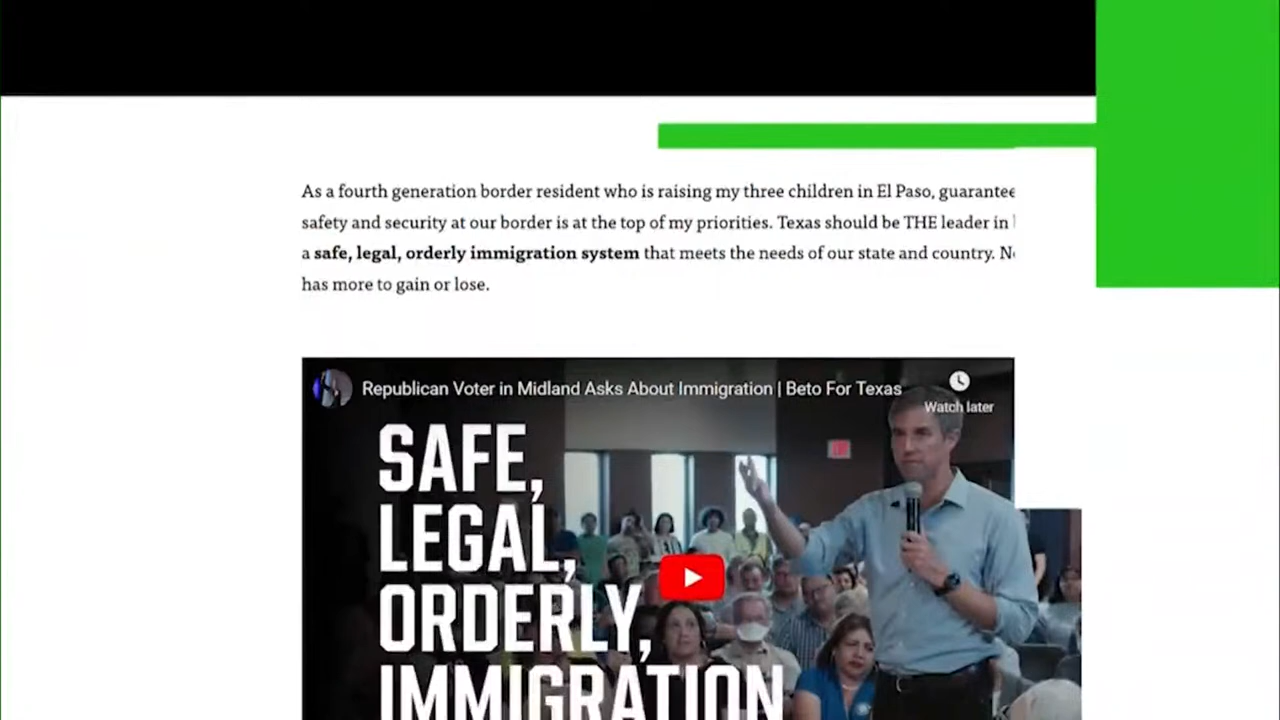 As a fourth generation border resident who is raising my three children in El Paso, guarantee
safety and security at our border is at the top of my priorities. Texas should be THE leader in
a safe, legal, orderly immigration system that meets the needs of our state and country.
has more to gain or lose.
Republican Voter in Midland Asks About Immigration | Beto For Texas
Watch later
SAFE,
LEGAL,
ORDERLY,
IMMIGRATION